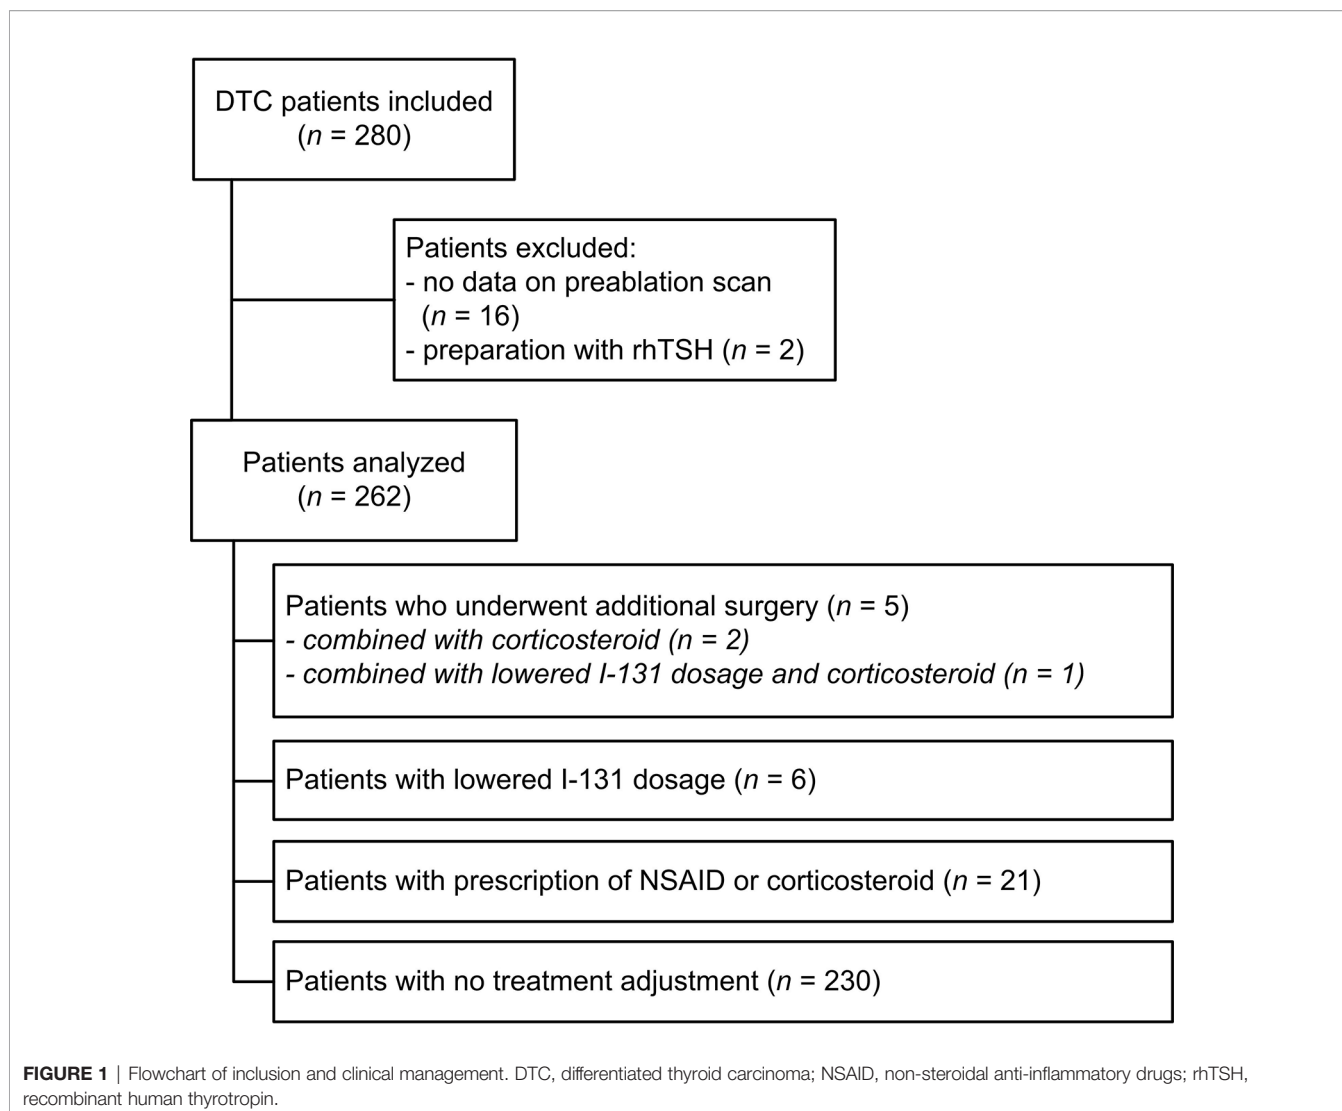 DTC patients included
(n = 280)
Patients excluded:
- no data on preablation scan
(n = 16)
- preparation with rhTSH (n = 2)
Patients analyzed
(n = 262)
Patients who underwent additional surgery (n = 5)
- combined with corticosteroid (n = 2)
- combined with lowered I-131 dosage and corticosteroid (n = 1)
Patients with lowered I-131 dosage (n = 6)
Patients with prescription of NSAID or corticosteroid (n = 21)
Patients with no treatment adjustment (n = 230)
FIGURE 1 | Flowchart of inclusion and clinical management. DTC, differentiated thyroid carcinoma; NSAID, non-steroidal anti-inflammatory drugs; rhTSH,
recombinant human thyrotropin.